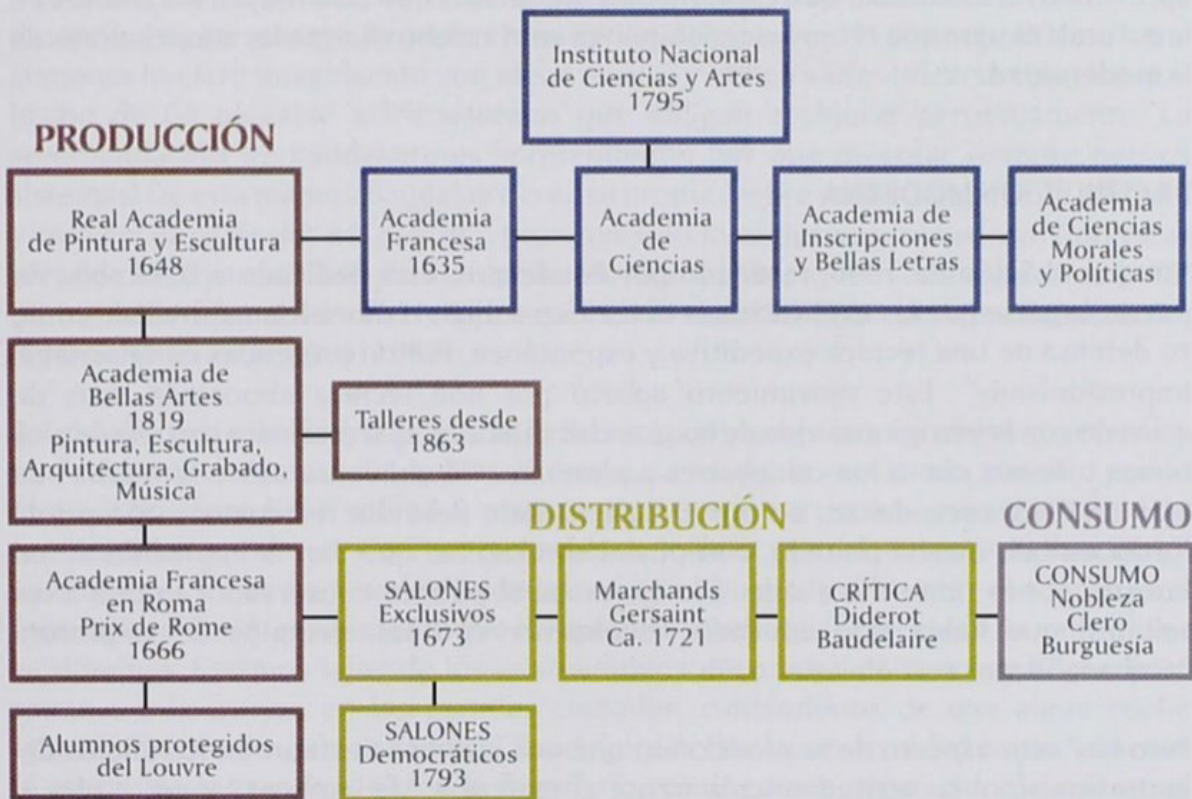 Instituto Nacional
de Ciencias y Artes
1795
PRODUCCIÓN
Real Academia
de Pintura y Escultura
1648
Academia
Francesa
1635
Academia
de
Ciencias
Academia de
Inscripciones
y Bellas Letras
Academia
de Ciencias
Morales
y Políticas
Academia de
Bellas Artes
1819
Pintura, Escultura,
Arquitectura, Grabado,
Música
Talleres desde
1863
DISTRIBUCIÓN
CONSUMO
Academia Francesa
en Roma
Prix de Rome
1666
SALONES
Exclusivos
1673
Marchands
Gersaint
Ca. 1721
CRÍTICA
Diderot
Baudelaire
CONSUMO
Nobleza
Clero
Burguesía
Alumnos protegidos
del Louvre
SALONES
Democráticos
1793